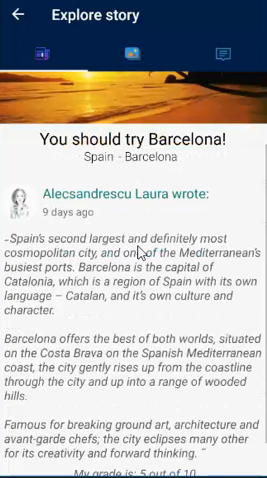 Explore story
You should try Barcelona!
Spain - Barcelona
Alecsandrescu Laura wrote:
9 days ago
„Spain's second largest and definitely most
cosmopolitan city, and one of the Mediterranean's
busiest ports. Barcelona is the capital of
Catalonia, which is a region of Spain with its own
language – Catalan, and it's own culture and
character.
Barcelona offers the best of both worlds, situated
on the Costa Brava on the Spanish Mediterranean
coast, the city gently rises up from the coastline
through the city and up into a range of wooded
hills.
Famous for breaking ground art, architecture and
avant-garde chefs; the city eclipses many other
for its creativity and forward thinking. ”
My grade is: 5 out of 10